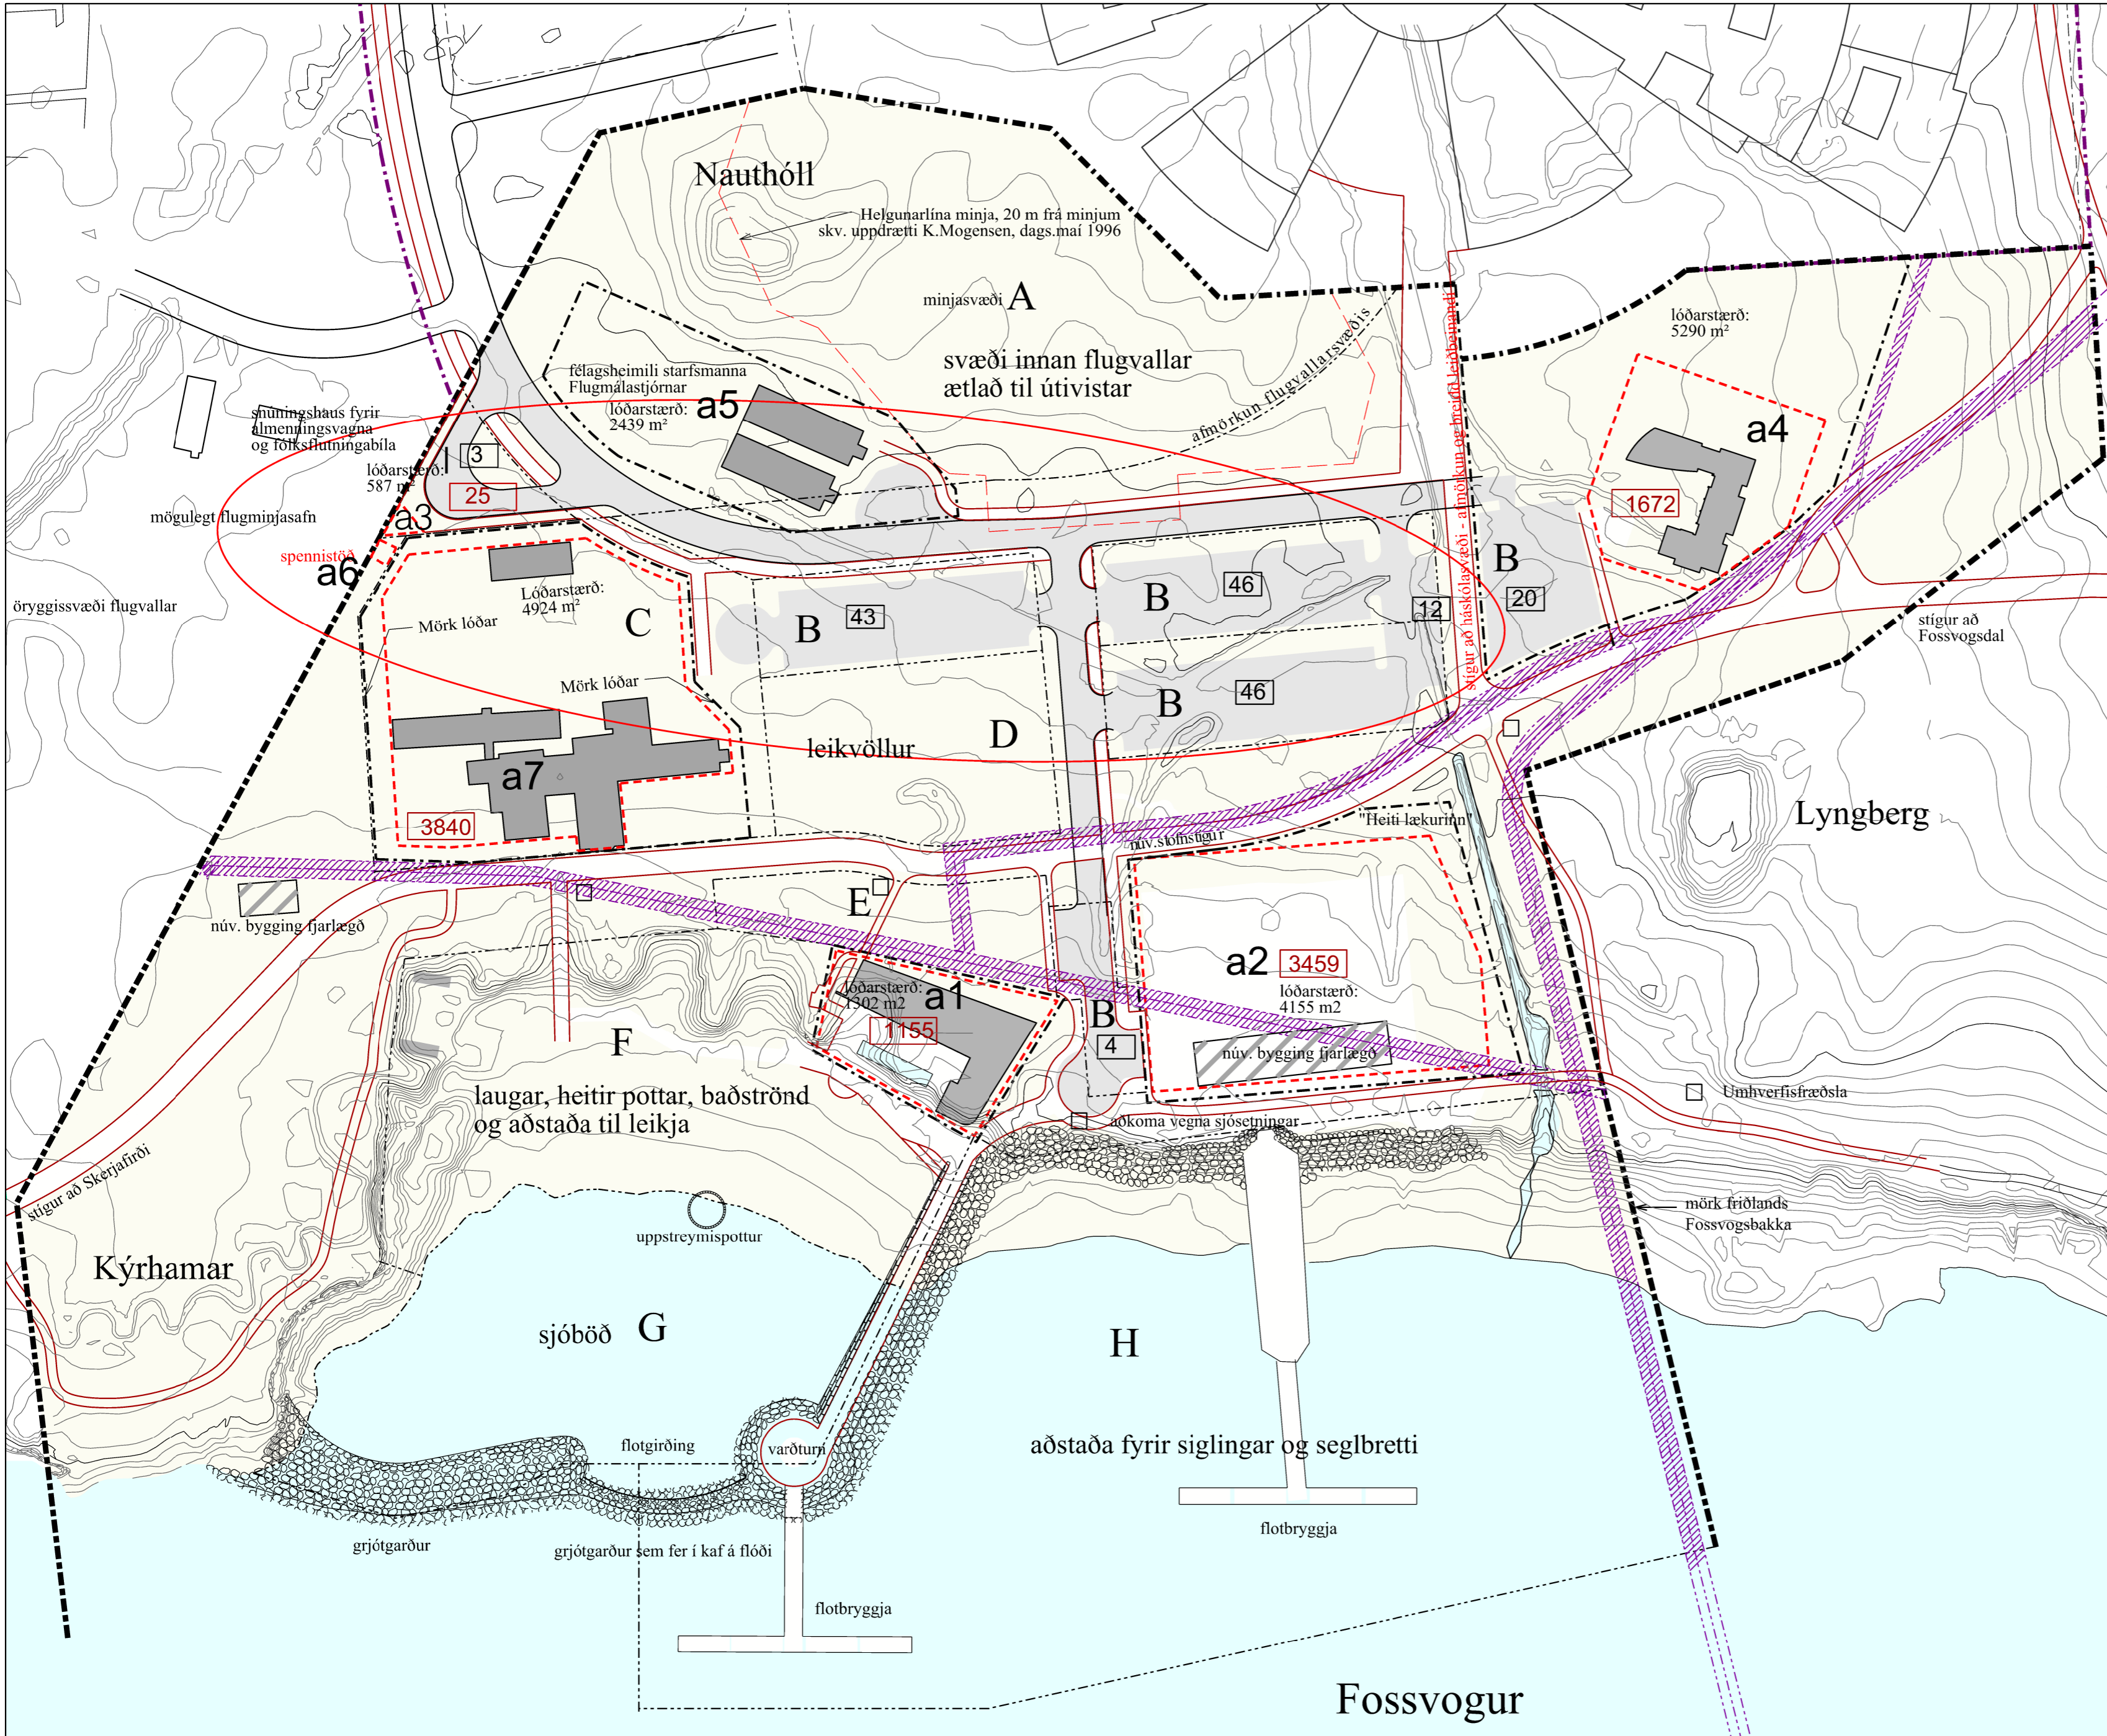 Nauthóll
Helgunarlína minja, 20 m frá minjum
skv. uppdrætti K.Mogensen, dags.maí 1996
minjasvæði A
svæði innan flugvallar
ætlað til útivistar
afmörkun flugvallarsvæðis
stígur að háskólasvæði - afmörkun og breidd leiðbeinandi
lóðarstærð:
5290 m²
a4
1672
félagsheimili starfsmanna
Flugmálastjórnar
lóðarstærð:
2439 m²
a5
snúningshaus fyrir
almenningsvagna
og fólksflutningabíla
lóðarstærð:
587 m²
3
25
mögulegt flugminjasafn
a3
spennistöð
a6
öryggissvæði flugvallar
Mörk lóðar
Lóðarstærð:
4924 m²
C
B
43
B
46
12
B
20
stígur að
Fossvogsdal
Mörk lóðar
B
46
D
leikvöllur
a7
3840
"Heiti lækurinn"
Lyngberg
núv.stofnstígur
núv. bygging fjarlægð
E
a2
3459
lóðarstærð:
4155 m2
lóðarstærð:
1302 m2
a1
1155
B
4
núv. bygging fjarlægð
F
laugar, heitir pottar, baðströnd
og aðstaða til leikja
Umhverfisfræðsla
aðkoma vegna sjósetningar
stígur að Skerjafirði
mörk friðlands
Fossvogsbakka
uppstreymispottur
Kýrhamar
sjóböð G
H
flotgirðing
varðturn
aðstaða fyrir siglingar og seglbretti
grjótgarður
grjótgarður sem fer í kaf á flóði
flotbryggja
flotbryggja
Fossvogur